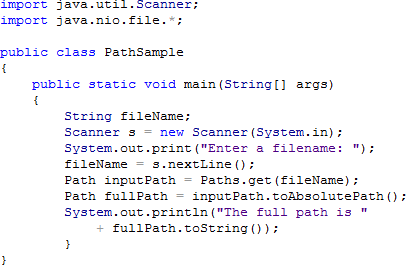 import java.util.Scanner;
import java.nio.file.*;
public class PathSample
{
public static void main(String[] args)
{
String fileName;
Scanner s = new Scanner(System.in);
System.out.print("Enter a filename: ");
fileName = s.nextLine();
Path inputPath = Paths.get(fileName);
Path fullPath = inputPath.toAbsolutePath();
System.out.println("The full path is "
+ fullPath.toString());
}
}